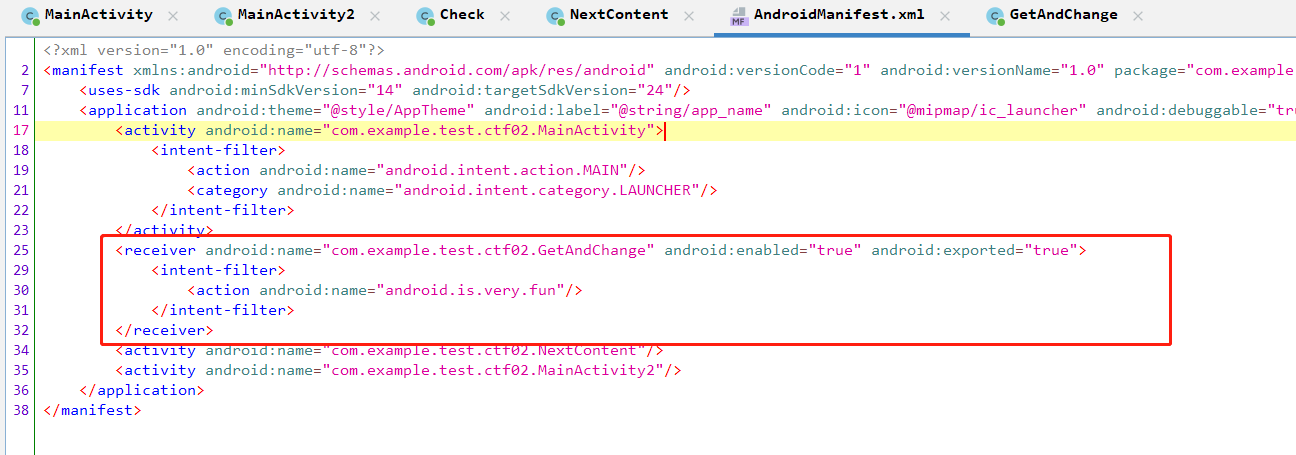 MainActivity MainActivity2 Check NextContent MF AndroidManifest.xml GetAndChange
<?xml version="1.0" encoding="utf-8"?>
2 <manifest xmlns:android="http://schemas.android.com/apk/res/android" android:versionCode="1" android:versionName="1.0" package="com.example
7 <uses-sdk android:minSdkVersion="14" android:targetSdkVersion="24"/>
11 <application android:theme="@style/AppTheme" android:label="@string/app_name" android:icon="@mipmap/ic_launcher" android:debuggable="tru
17 <activity android:name="com.example.test.ctf02.MainActivity">
18 <intent-filter>
19 <action android:name="android.intent.action.MAIN"/>
21 <category android:name="android.intent.category.LAUNCHER"/>
22 </intent-filter>
23 </activity>
25 <receiver android:name="com.example.test.ctf02.GetAndChange" android:enabled="true" android:exported="true">
29 <intent-filter>
30 <action android:name="android.is.very.fun"/>
31 </intent-filter>
32 </receiver>
34 <activity android:name="com.example.test.ctf02.NextContent"/>
35 <activity android:name="com.example.test.ctf02.MainActivity2"/>
36 </application>
38 </manifest>